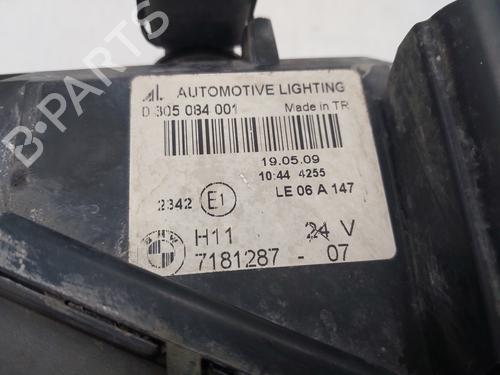 AL AUTOMOTIVE LIGHTING
0 305 084 001 Made in TR
19.05.09
10:44 4255
2342 E1 LE 06 A 147
H11 24 V
7181287 - 07